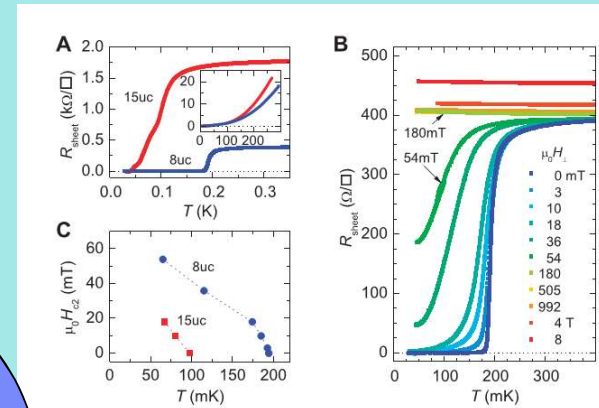 A
2.0
1.5
1.0
0.5
0.0
R_sheet (kΩ/□)
15uc
8uc
20
10
0
0 100 200
0.0 0.1 0.2 0.3
T (K)
C
60
40
20
0
μ₀H_c2 (mT)
8uc
15uc
0 50 100 150 200
T (mK)
B
500
400
300
200
100
0
R_sheet (Ω/□)
180mT
54mT
μ₀H⊥
0 mT
3
10
18
36
54
180
505
992
4 T
8
0 100 200 300
T (mK)